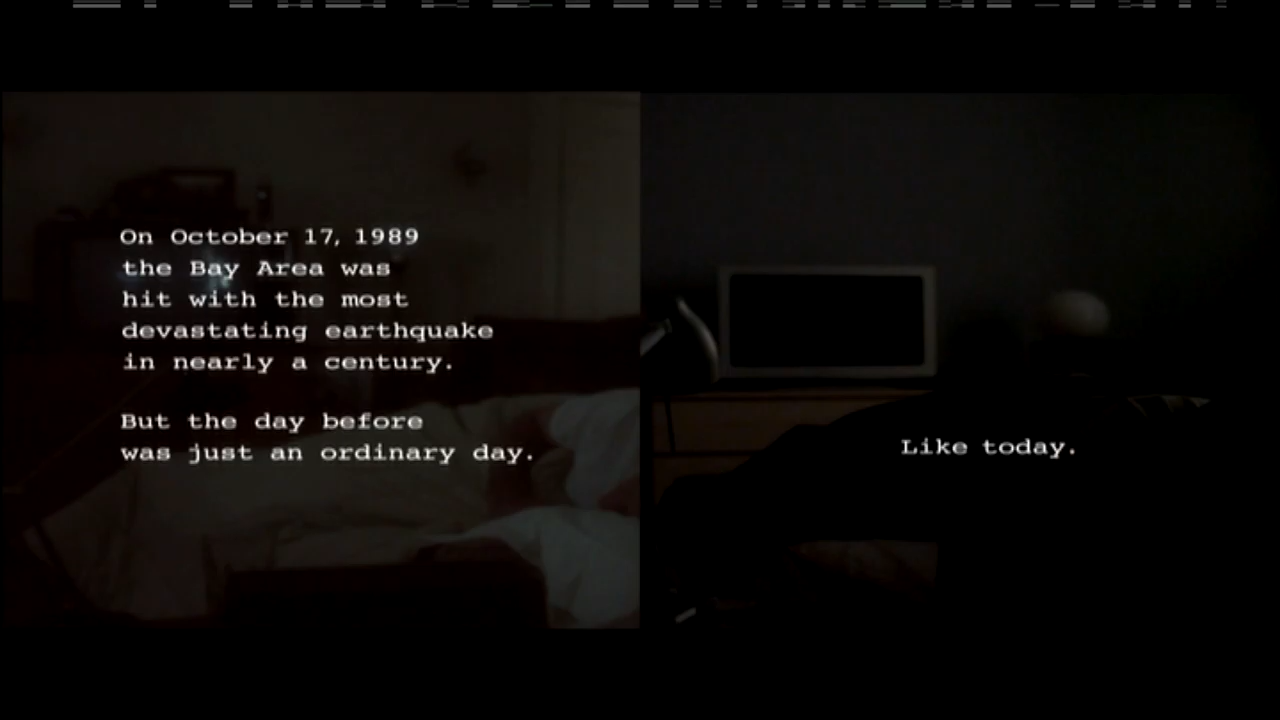 On October 17, 1989
the Bay Area was
hit with the most
devastating earthquake
in nearly a century.
But the day before
was just an ordinary day.
Like today.